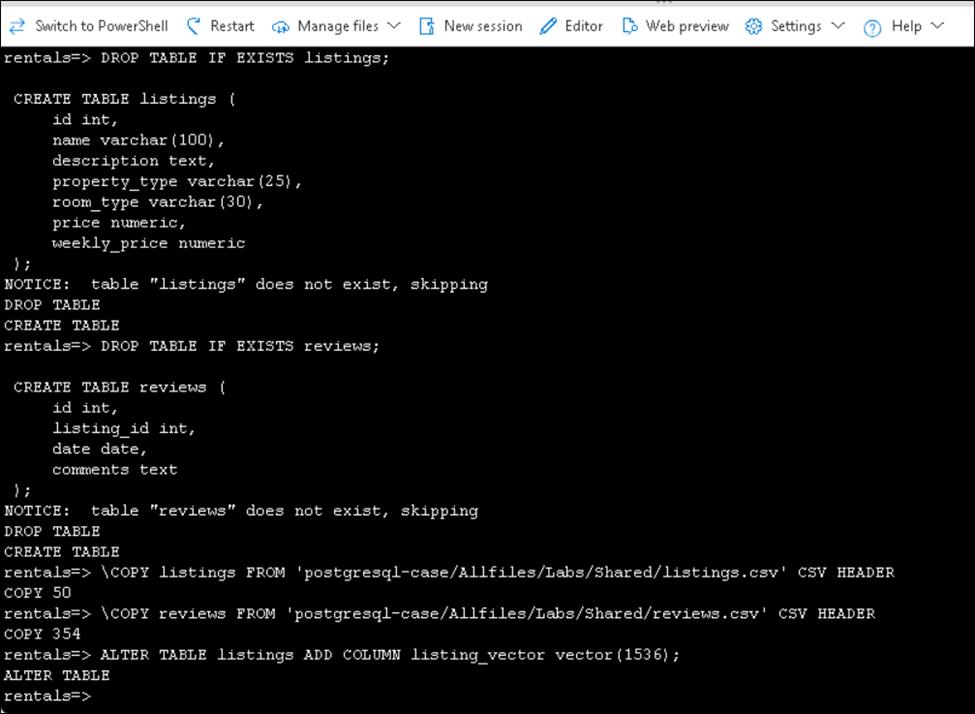 Switch to PowerShell Restart Manage files New session Editor Web preview Settings Help
rentals=> DROP TABLE IF EXISTS listings;
CREATE TABLE listings (
id int,
name varchar(100),
description text,
property_type varchar(25),
room_type varchar(30),
price numeric,
weekly_price numeric
);
NOTICE:  table "listings" does not exist, skipping
DROP TABLE
CREATE TABLE
rentals=> DROP TABLE IF EXISTS reviews;
CREATE TABLE reviews (
id int,
listing_id int,
date date,
comments text
);
NOTICE:  table "reviews" does not exist, skipping
DROP TABLE
CREATE TABLE
rentals=> \COPY listings FROM 'postgresql-case/Allfiles/Labs/Shared/listings.csv' CSV HEADER
COPY 50
rentals=> \COPY reviews FROM 'postgresql-case/Allfiles/Labs/Shared/reviews.csv' CSV HEADER
COPY 354
rentals=> ALTER TABLE listings ADD COLUMN listing_vector vector(1536);
ALTER TABLE
rentals=>